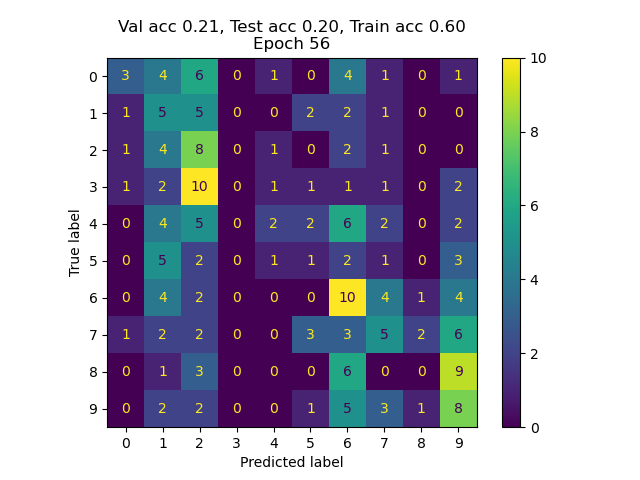 Val acc 0.21, Test acc 0.20, Train acc 0.60
Epoch 56
0 3 4 6 0 1 0 4 1 0 1
1 1 5 5 0 0 2 2 1 0 0
2 1 4 8 0 1 0 2 1 0 0
3 1 2 10 0 1 1 1 1 0 2
4 0 4 5 0 2 2 6 2 0 2
5 0 5 2 0 1 1 2 1 0 3
6 0 4 2 0 0 0 10 4 1 4
7 1 2 2 0 0 3 3 5 2 6
8 0 1 3 0 0 0 6 0 0 9
9 0 2 2 0 0 1 5 3 1 8
0 1 2 3 4 5 6 7 8 9
True label
Predicted label
10
8
6
4
2
0